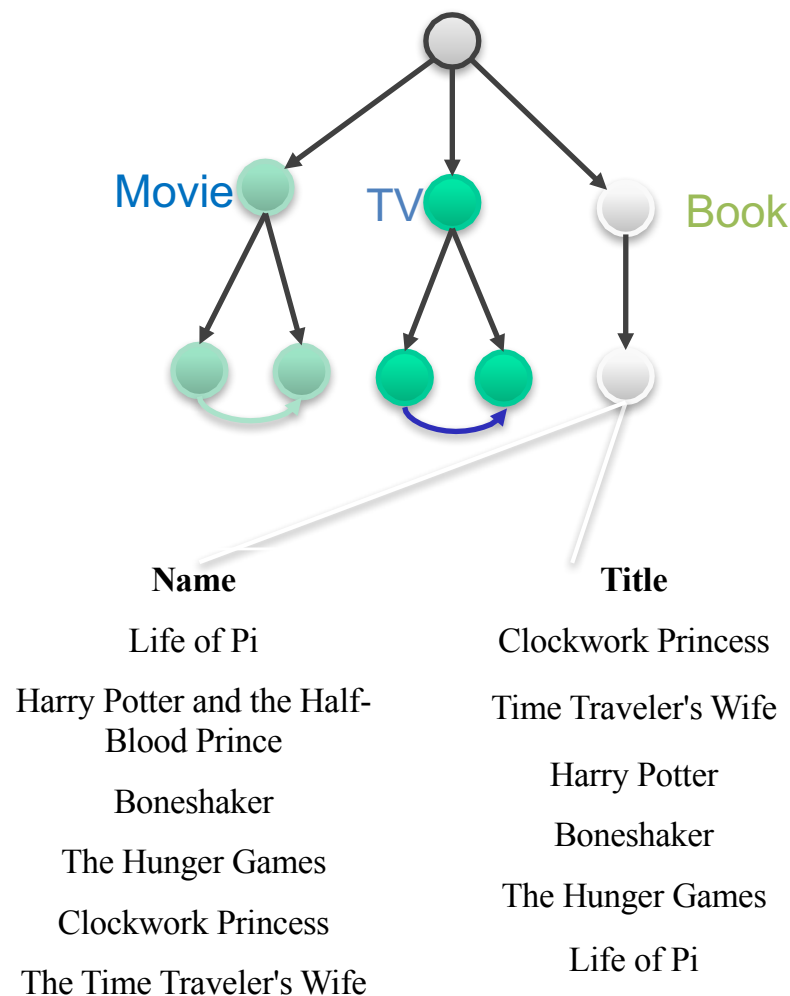 Movie
TV
Book
Name
Life of Pi
Harry Potter and the Half-
Blood Prince
Boneshaker
The Hunger Games
Clockwork Princess
The Time Traveler's Wife
Title
Clockwork Princess
Time Traveler's Wife
Harry Potter
Boneshaker
The Hunger Games
Life of Pi